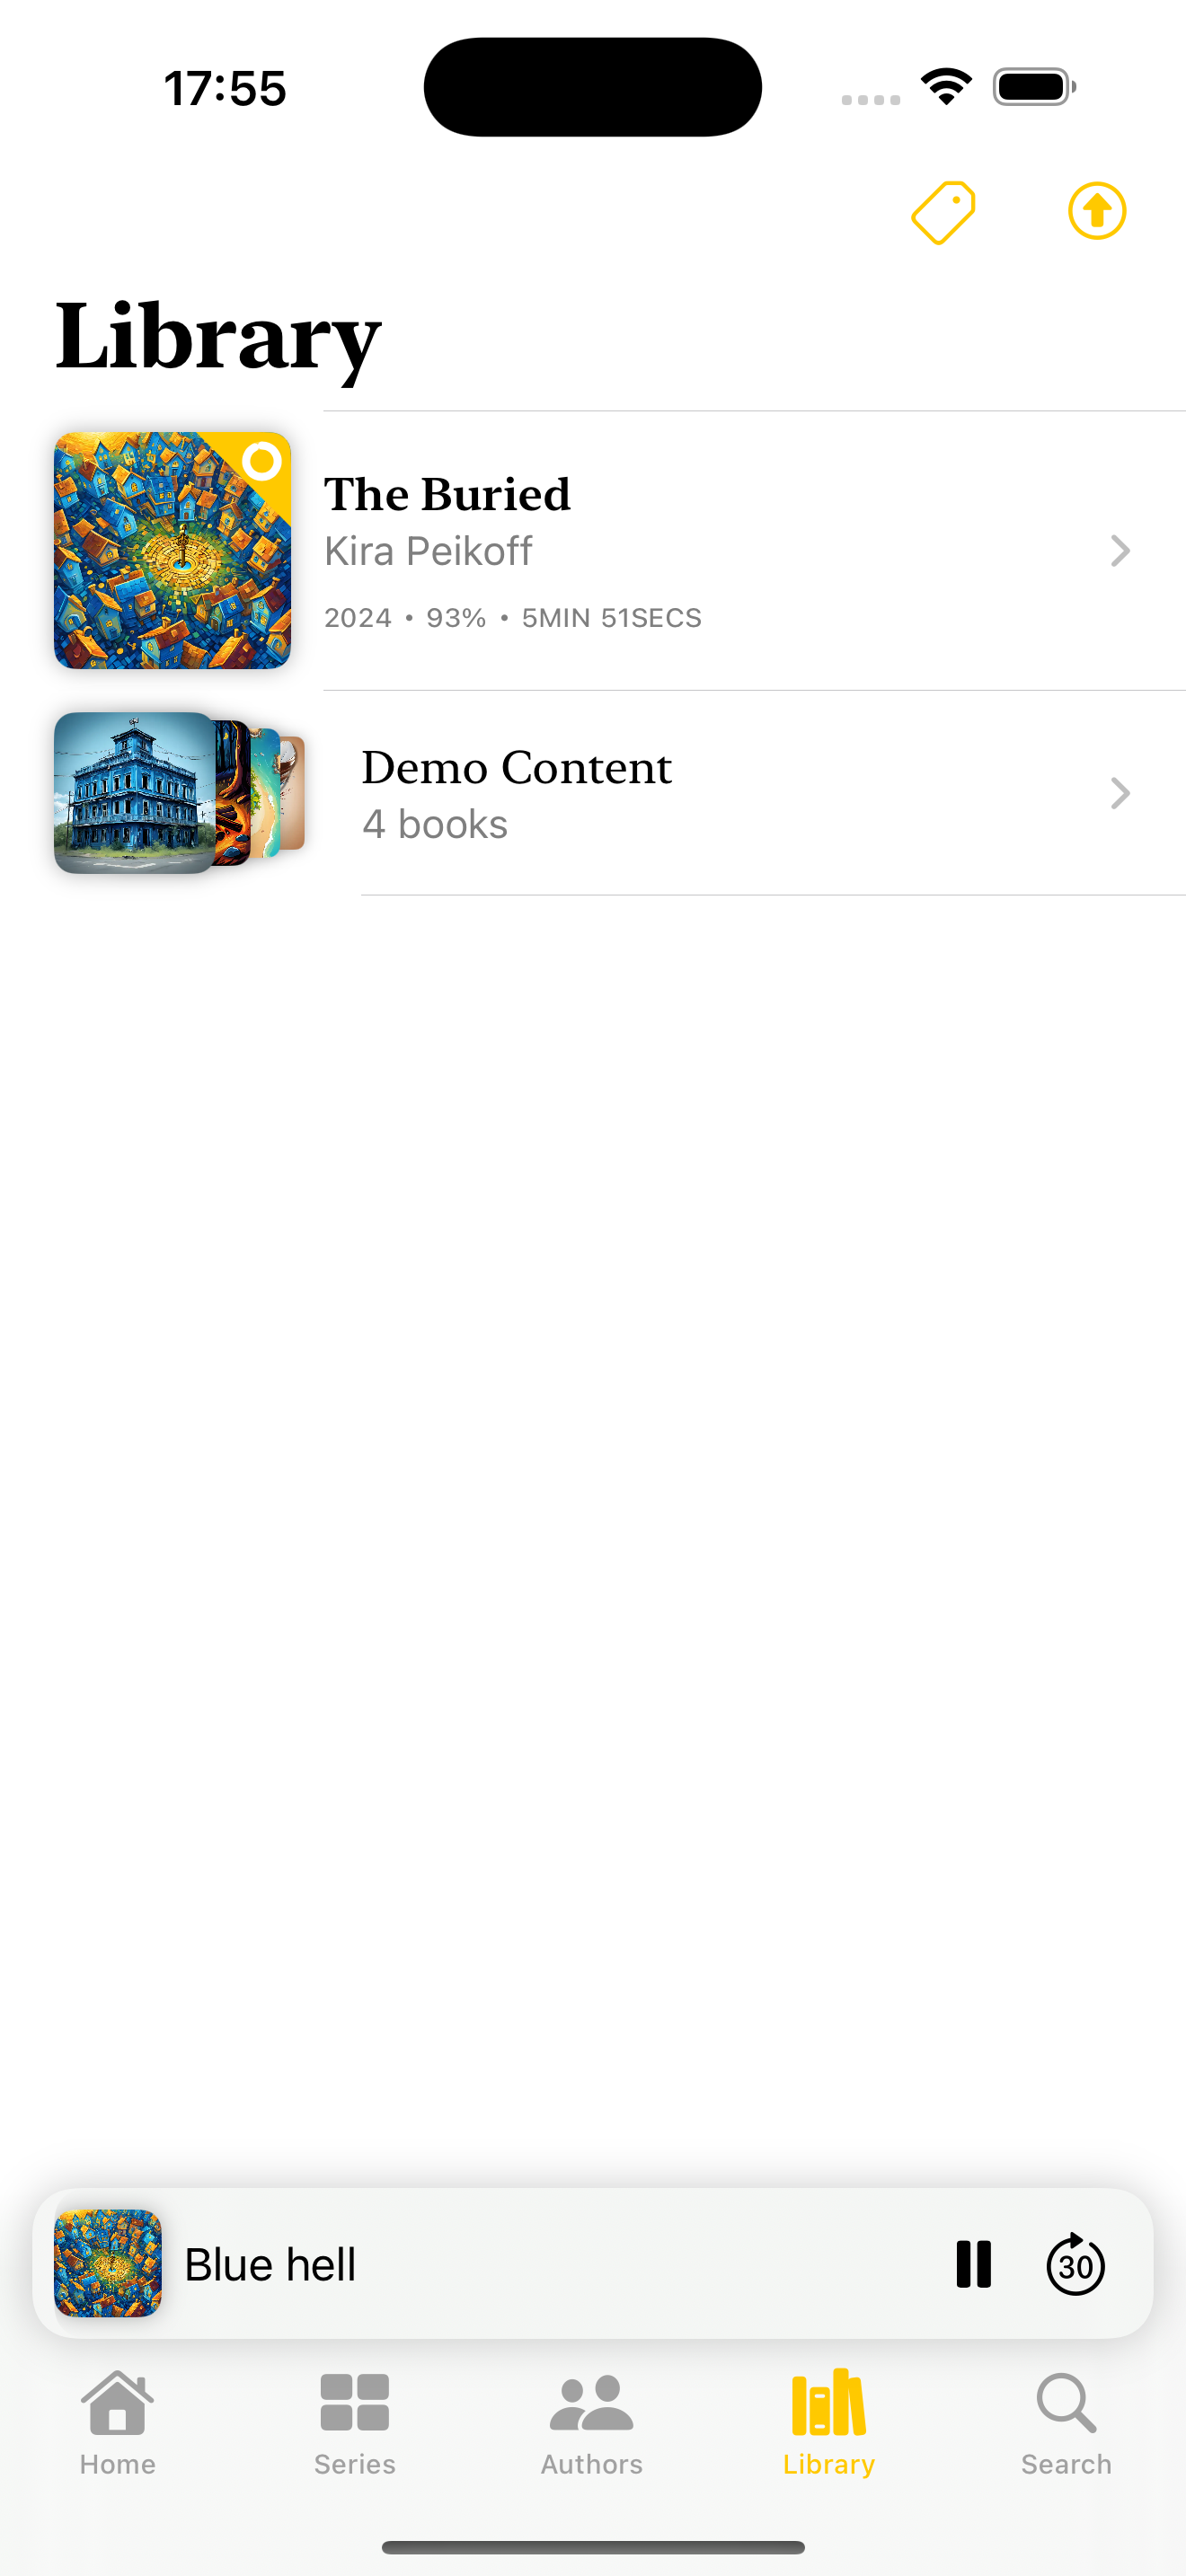 17:55
Library
The Buried
Kira Peikoff
2024 • 93% • 5MIN 51SECS
Demo Content
4 books
Blue hell
30
Home
Series
Authors
Library
Search